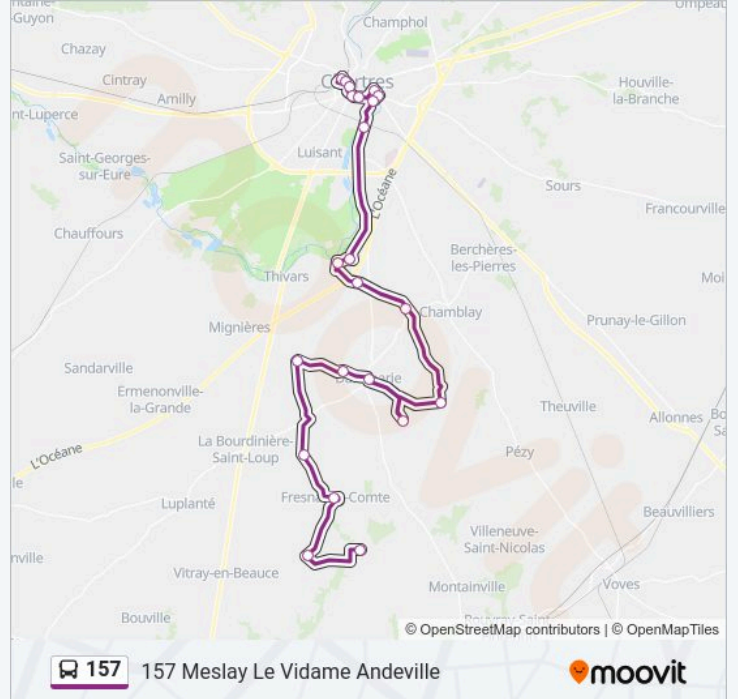 -Guyon
Champhol
Chazay
Cintray
Amilly
Houville-
la-Branche
nt-Luperce
Luisant
Saint-Georges-
sur-Eure
L'Océane
Sours
Francourville
Chauffours
Berchères-
les-Pierres
Thivars
Moi
Chamblay
Mignières
Prunay-le-Gillon
Sandarville
Ermenonville-
la-Grande
Theuville
Allonnes
L'Océane
La Bourdinière-
Saint-Loup
Pézy
le
Luplanté
Beauvilliers
Villeneuve-
Saint-Nicolas
nville
Vitray-en-Beauce
Montainville
Voves
Bouville
© OpenStreetMap contributors | © OpenMapTiles
157 157 Meslay Le Vidame Andeville
moovit